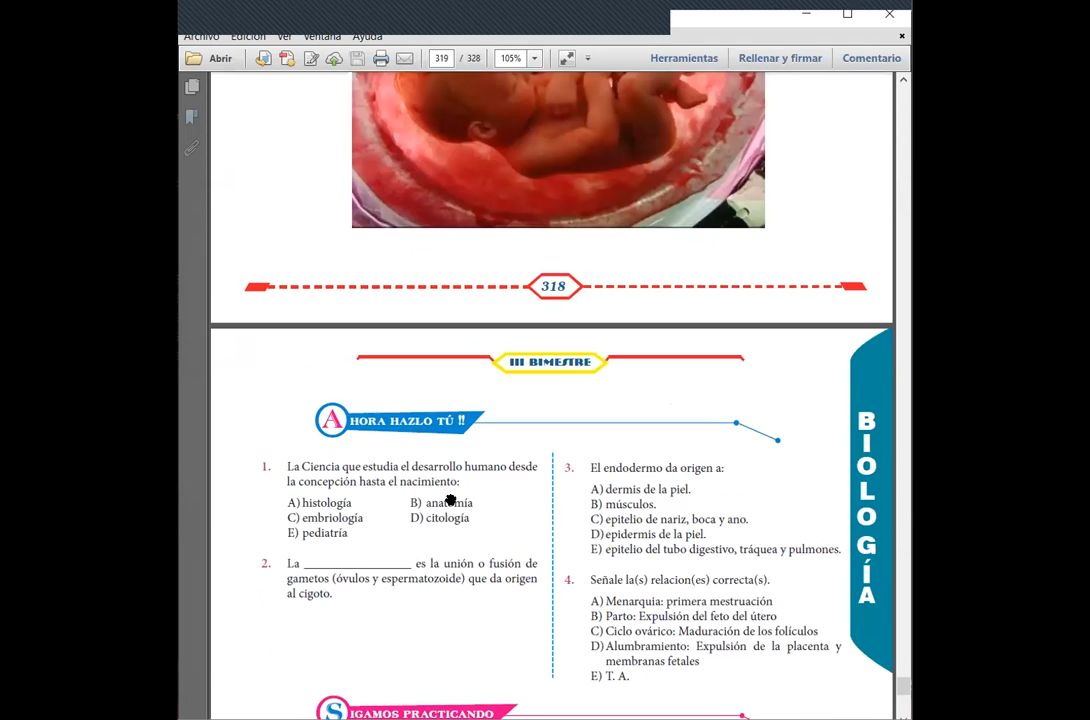 Archivo Edición Ver Ventana Ayuda
Abrir
319 / 328
105%
Herramientas
Rellenar y firmar
Comentario
318
III BIMESTRE
AHORA HAZLO TÚ !!
1. La Ciencia que estudia el desarrollo humano desde
la concepción hasta el nacimiento:
A) histología B) anatomía
C) embriología D) citología
E) pediatría
2. La __________________ es la unión o fusión de
gametos (óvulos y espermatozoide) que da origen
al cigoto.
3. El endodermo da origen a:
A) dermis de la piel.
B) músculos.
C) epitelio de nariz, boca y ano.
D) epidermis de la piel.
E) epitelio del tubo digestivo, tráquea y pulmones.
4. Señale la(s) relacion(es) correcta(s).
A) Menarquia: primera mestruación
B) Parto: Expulsión del feto del útero
C) Ciclo ovárico: Maduración de los folículos
D) Alumbramiento: Expulsión de la placenta y
membranas fetales
E) T. A.
BIOLOGÍA
SIGAMOS PRACTICANDO